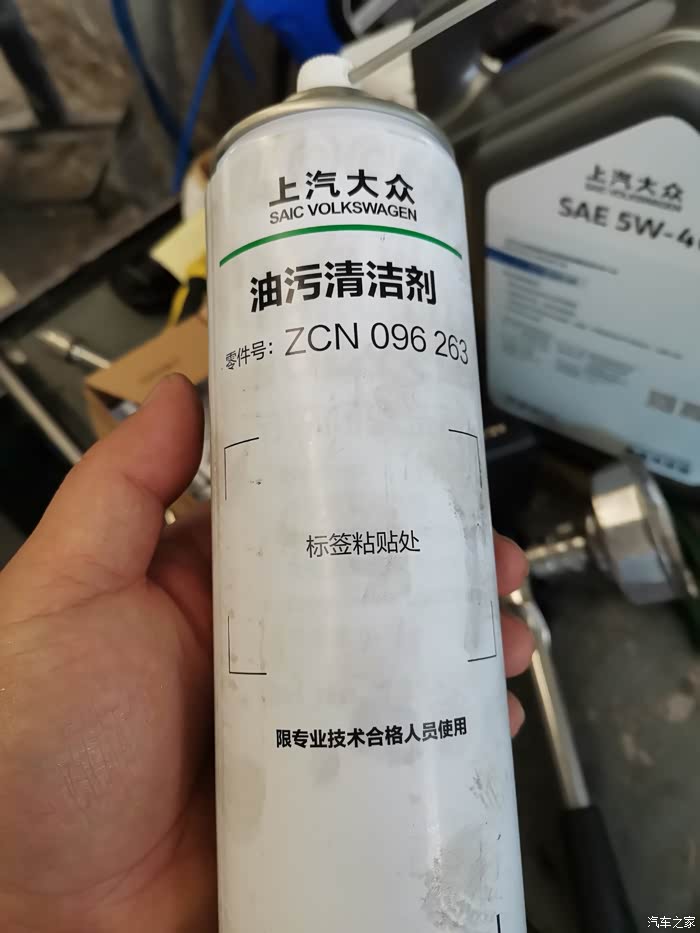 上汽大众
SAIC VOLKSWAGEN
油污清洁剂
零件号：ZCN 096 263
标签粘贴处
限专业技术合格人员使用
上汽大众
SAIC VOLKSWAGEN
SAE 5W-4
汽车之家